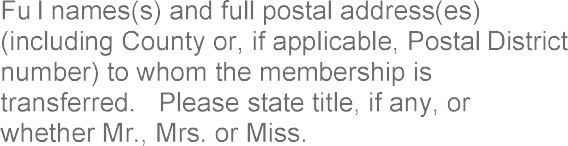 Fu l names(s) and full postal address(es)
(including County or, if applicable, Postal District
number) to whom the membership is
transferred. Please state title, if any, or
whether Mr., Mrs. or Miss.